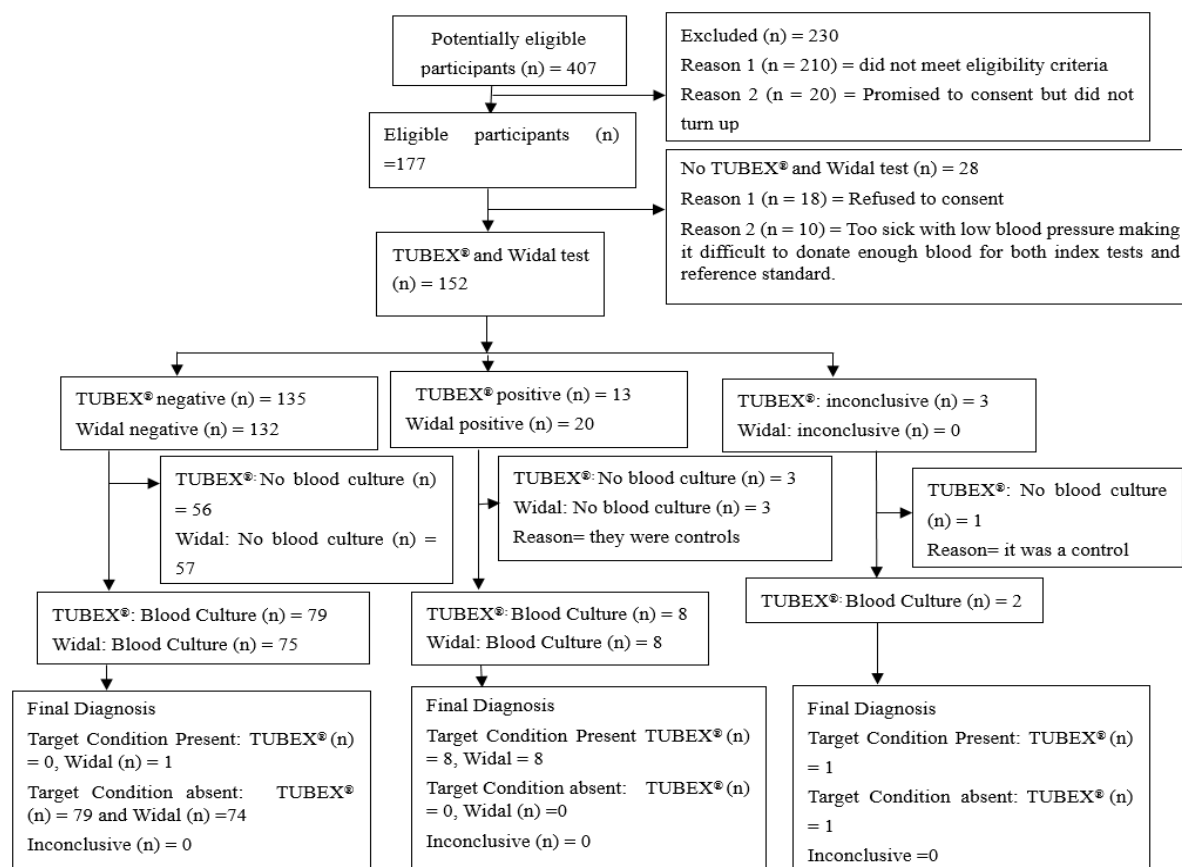 Potentially eligible
participants (n) = 407
Excluded (n) = 230
Reason 1 (n = 210) = did not meet eligibility criteria
Reason 2 (n = 20) = Promised to consent but did not
turn up
Eligible participants (n)
=177
No TUBEX® and Widal test (n) = 28
Reason 1 (n = 18) = Refused to consent
Reason 2 (n = 10) = Too sick with low blood pressure making
it difficult to donate enough blood for both index tests and
reference standard.
TUBEX® and Widal test
(n) = 152
TUBEX® negative (n) = 135
Widal negative (n) = 132
TUBEX® positive (n) = 13
Widal positive (n) = 20
TUBEX®: inconclusive (n) = 3
Widal: inconclusive (n) = 0
TUBEX®: No blood culture (n)
= 56
Widal: No blood culture (n) =
57
TUBEX®: No blood culture (n) = 3
Widal: No blood culture (n) = 3
Reason= they were controls
TUBEX®: No blood culture
(n) = 1
Reason= it was a control
TUBEX®: Blood Culture (n) = 79
Widal: Blood Culture (n) = 75
TUBEX®: Blood Culture (n) = 8
Widal: Blood Culture (n) = 8
TUBEX®: Blood Culture (n) = 2
Final Diagnosis
Target Condition Present: TUBEX® (n)
= 0, Widal (n) = 1
Target Condition absent: TUBEX®
(n) = 79 and Widal (n) =74
Inconclusive (n) = 0
Final Diagnosis
Target Condition Present TUBEX® (n)
= 8, Widal = 8
Target Condition absent: TUBEX® (n)
= 0, Widal (n) =0
Inconclusive (n) = 0
Final Diagnosis
Target Condition Present: TUBEX® (n)
= 1
Target Condition absent: TUBEX® (n)
= 1
Inconclusive =0